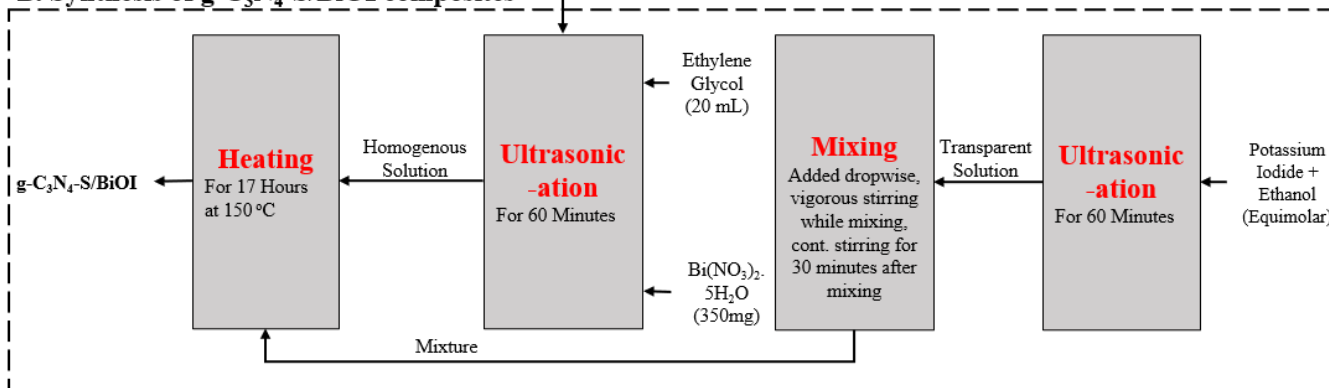 g-C₃N₄-S/BiOI
Heating
For 17 Hours
at 150 °C
Homogenous
Solution
Ultrasonic
-ation
For 60 Minutes
Ethylene
Glycol
(20 mL)
Bi(NO₃)₂.
5H₂O
(350mg)
Mixing
Added dropwise,
vigorous stirring
while mixing,
cont. stirring for
30 minutes after
mixing
Transparent
Solution
Ultrasonic
-ation
For 60 Minutes
Potassium
Iodide +
Ethanol
(Equimolar)
Mixture